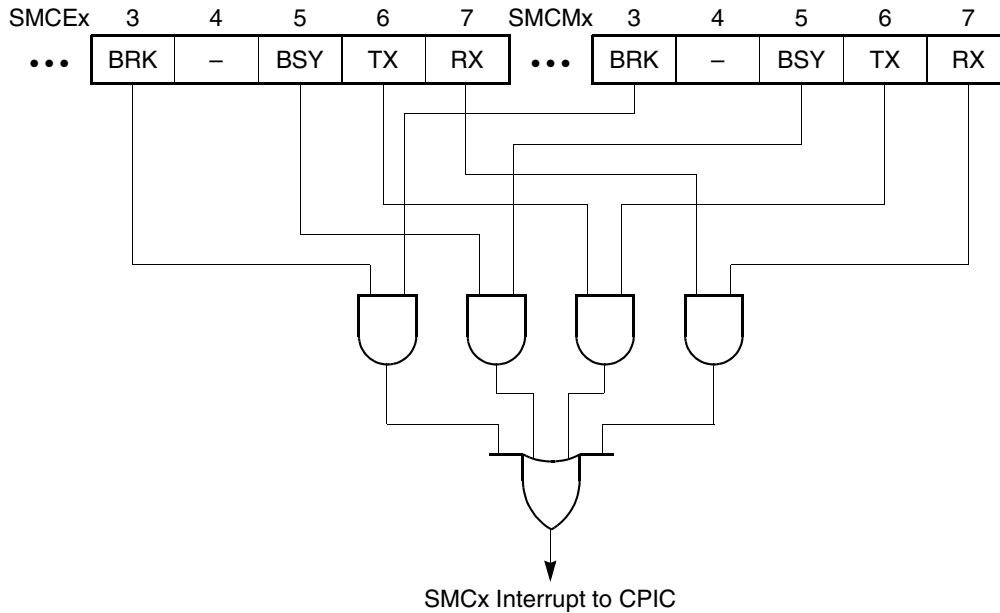 SMCEx 3 4 5 6 7 SMCMx 3 4 5 6 7
••• BRK – BSY TX RX ••• BRK – BSY TX RX
SMCx Interrupt to CPIC